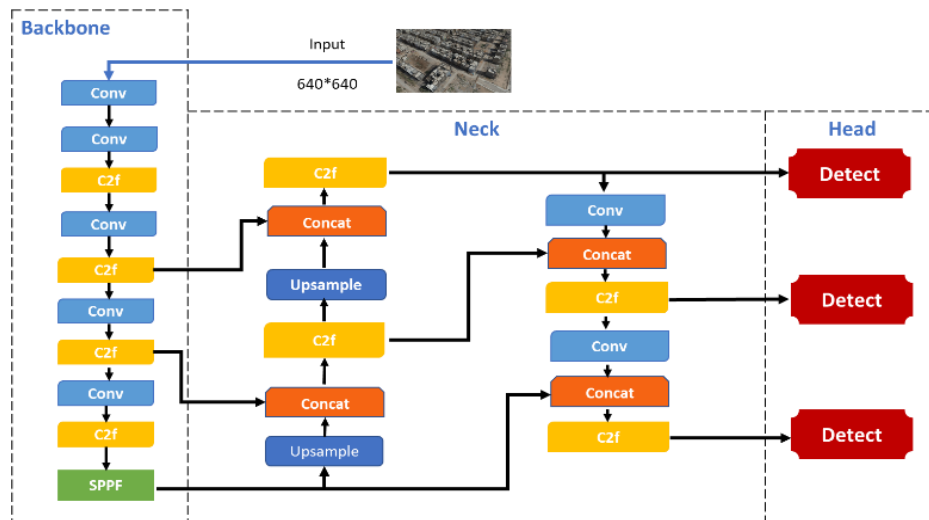 Backbone
Input
640*640
Conv
Conv
C2f
Conv
C2f
Conv
C2f
Conv
C2f
SPPF
Neck
C2f
Concat
Upsample
C2f
Concat
Upsample
Conv
Concat
C2f
Conv
Concat
C2f
Head
Detect
Detect
Detect